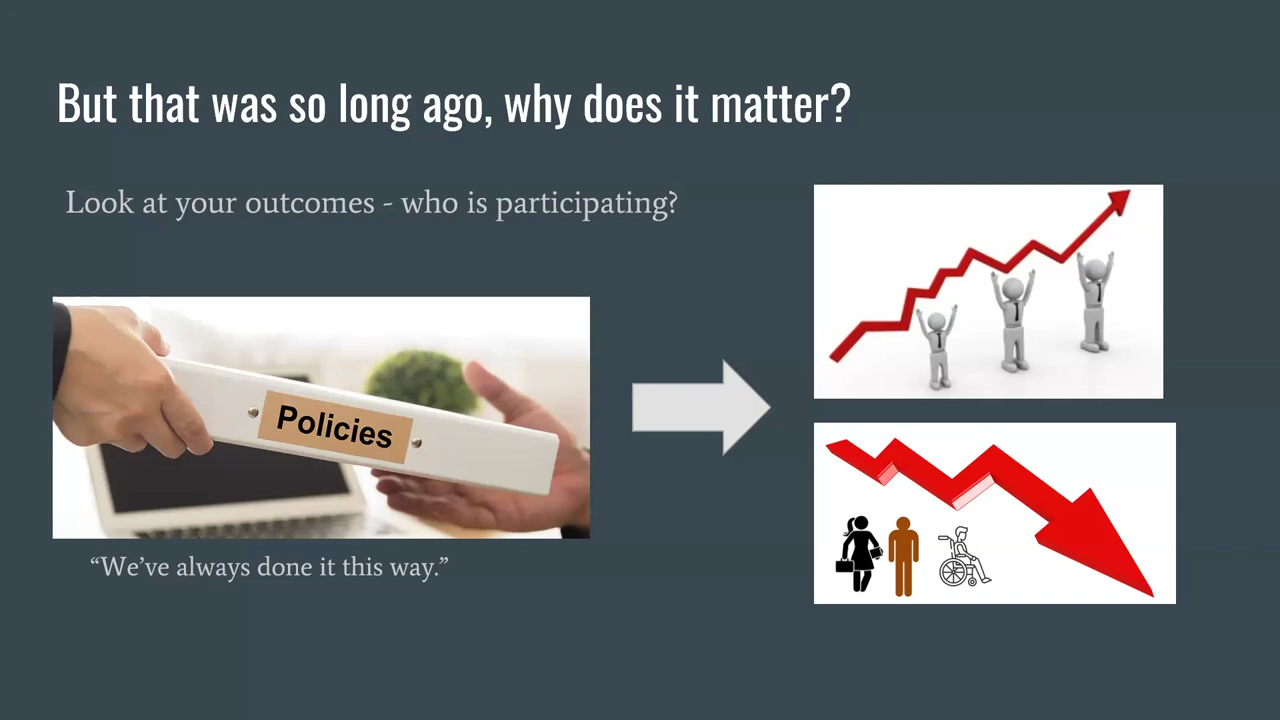 But that was so long ago, why does it matter?
Look at your outcomes - who is participating?
Policies
“We’ve always done it this way.”